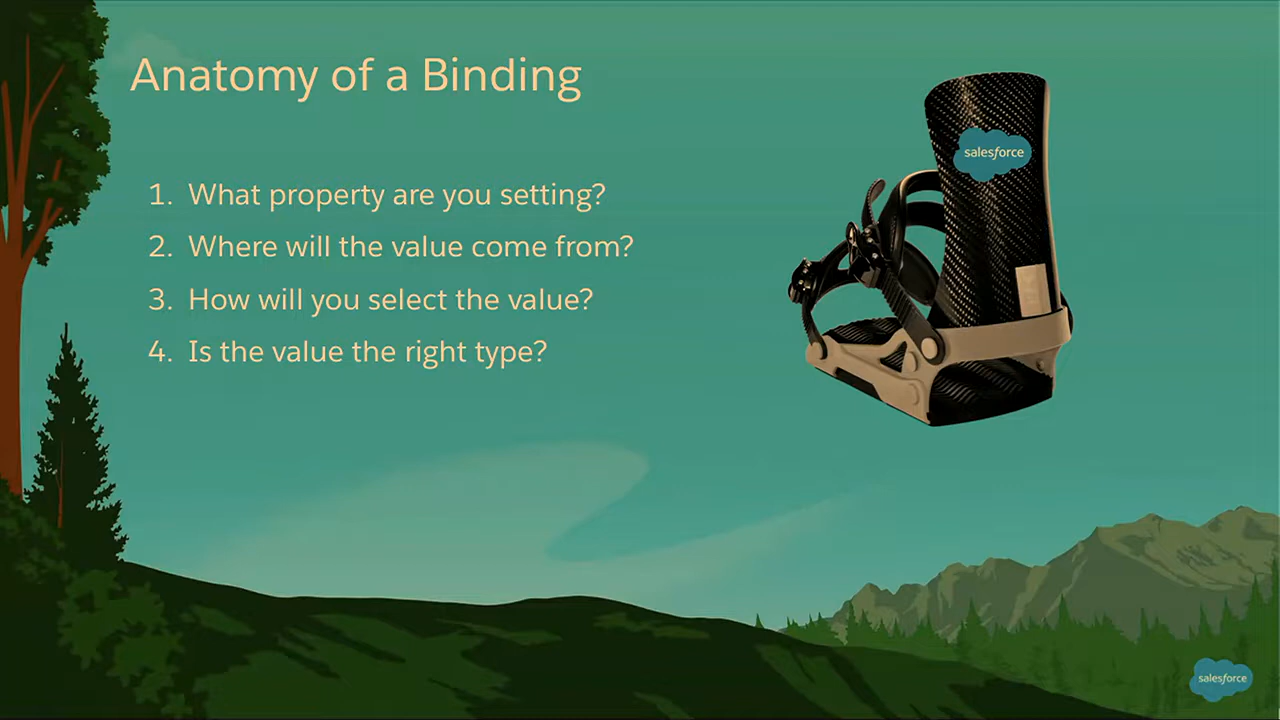 Anatomy of a Binding
salesforce
1. What property are you setting?
2. Where will the value come from?
3. How will you select the value?
4. Is the value the right type?
salesforce